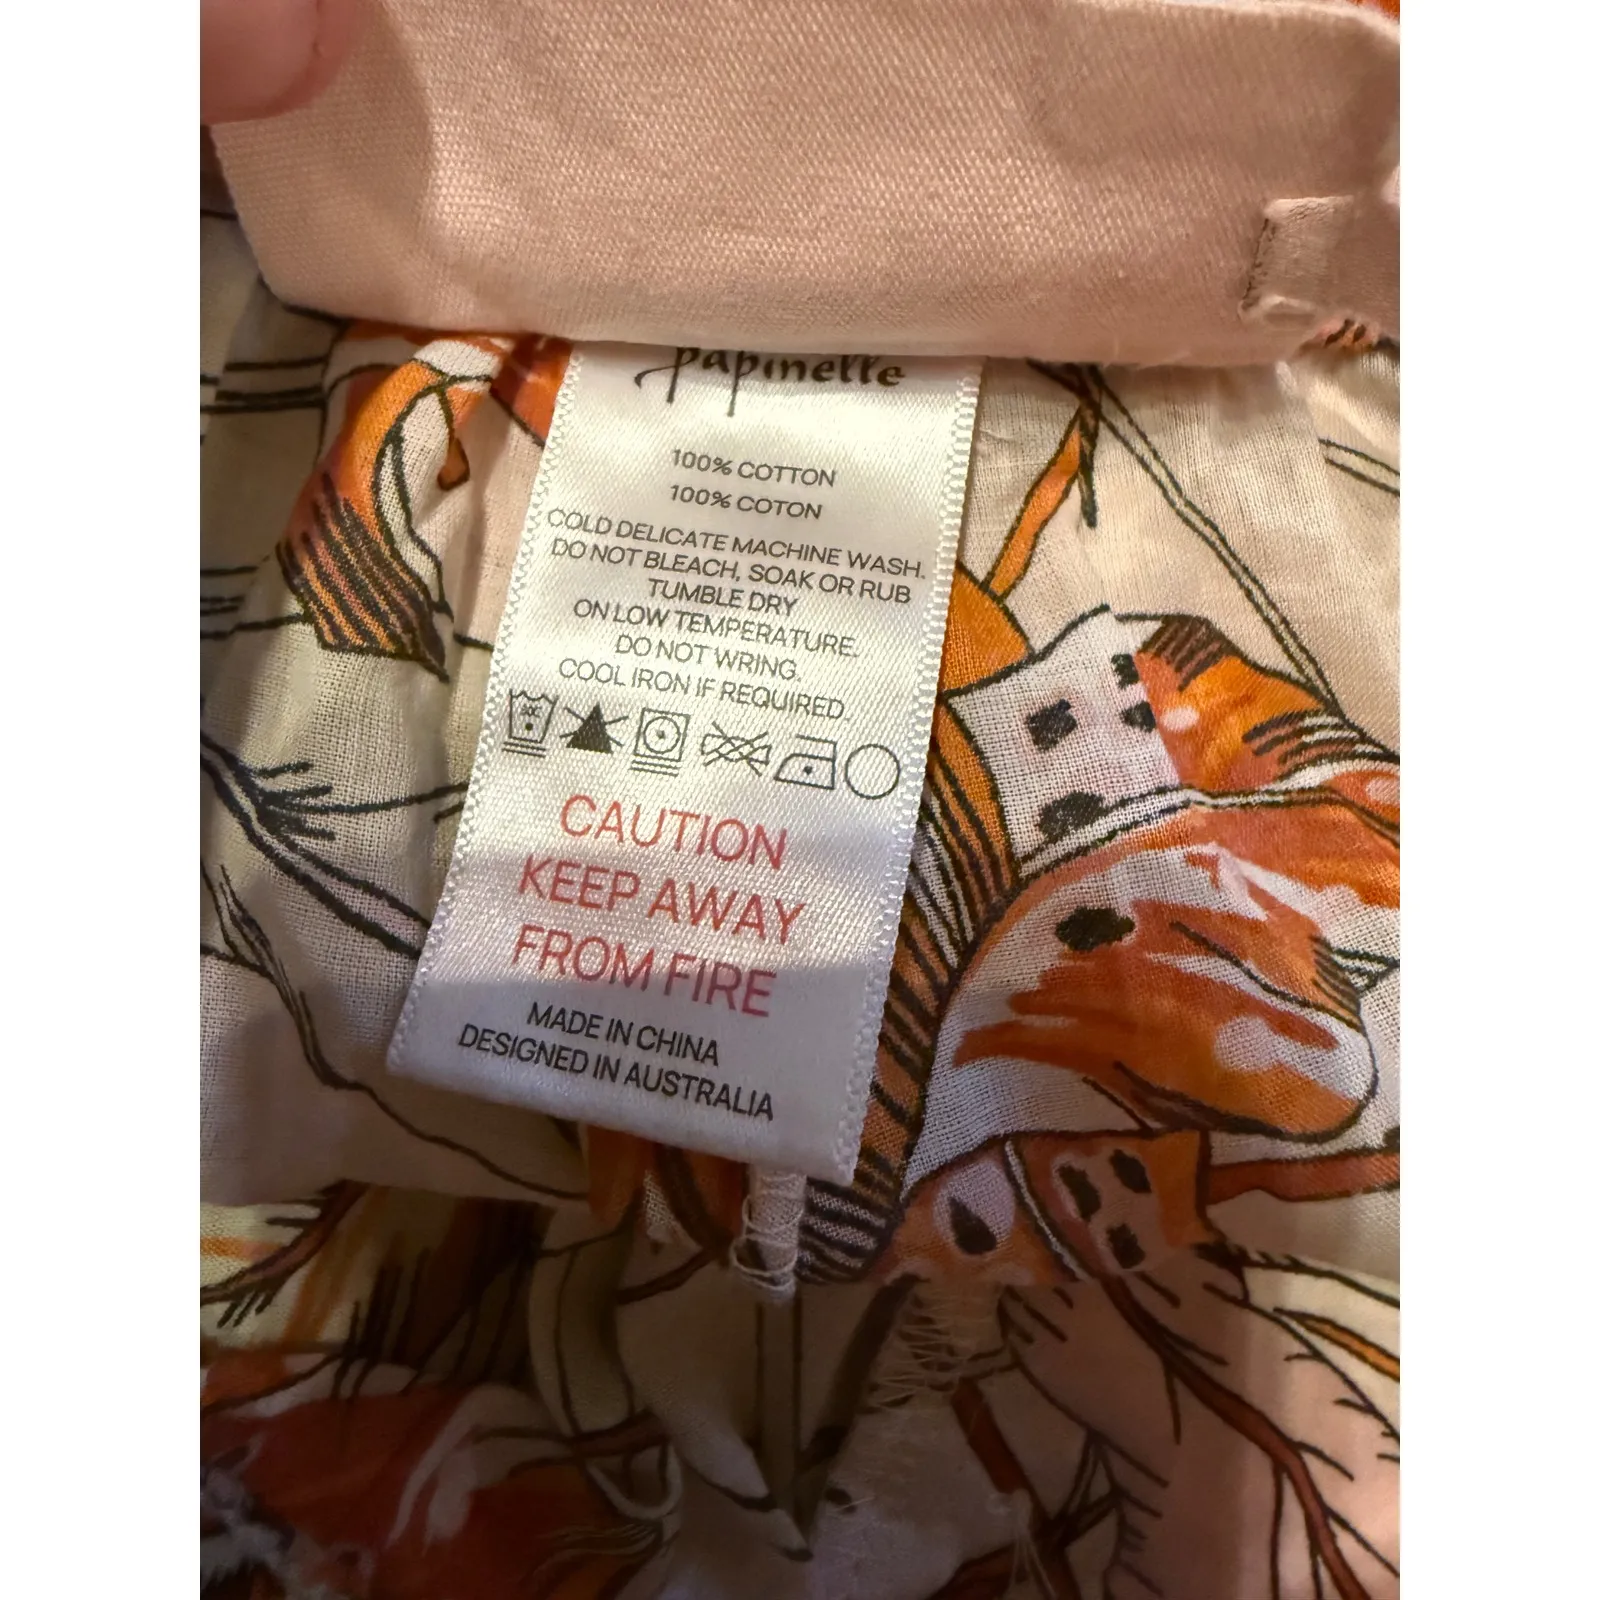 papinelle
100% COTTON
100% COTON
COLD DELICATE MACHINE WASH.
DO NOT BLEACH, SOAK OR RUB
TUMBLE DRY
ON LOW TEMPERATURE.
DO NOT WRING.
COOL IRON IF REQUIRED.
CAUTION
KEEP AWAY
FROM FIRE
MADE IN CHINA
DESIGNED IN AUSTRALIA